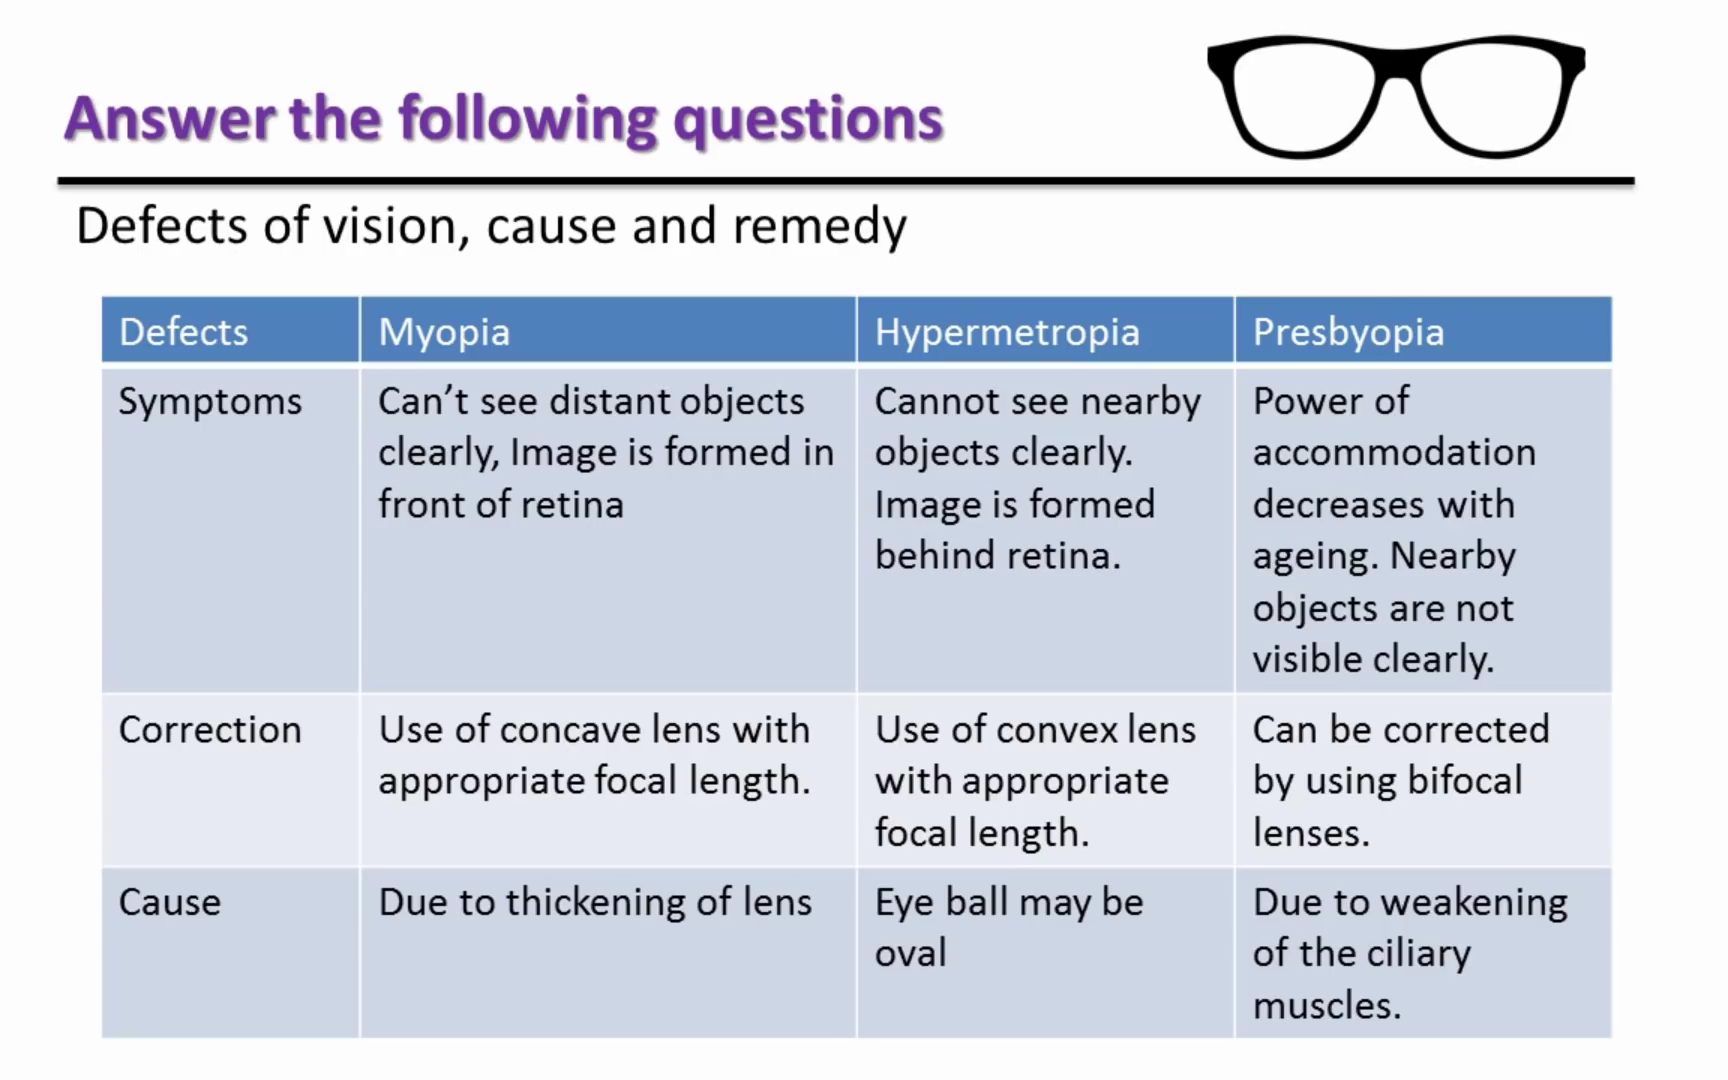 Answer the following questions
Defects of vision, cause and remedy
Defects
Myopia
Hypermetropia
Presbyopia
Symptoms
Can't see distant objects
clearly, Image is formed in
front of retina
Cannot see nearby
objects clearly.
Image is formed
behind retina.
Power of
accommodation
decreases with
ageing. Nearby
objects are not
visible clearly.
Correction
Use of concave lens with
appropriate focal length.
Use of convex lens
with appropriate
focal length.
Can be corrected
by using bifocal
lenses.
Cause
Due to thickening of lens
Eye ball may be
oval
Due to weakening
of the ciliary
muscles.